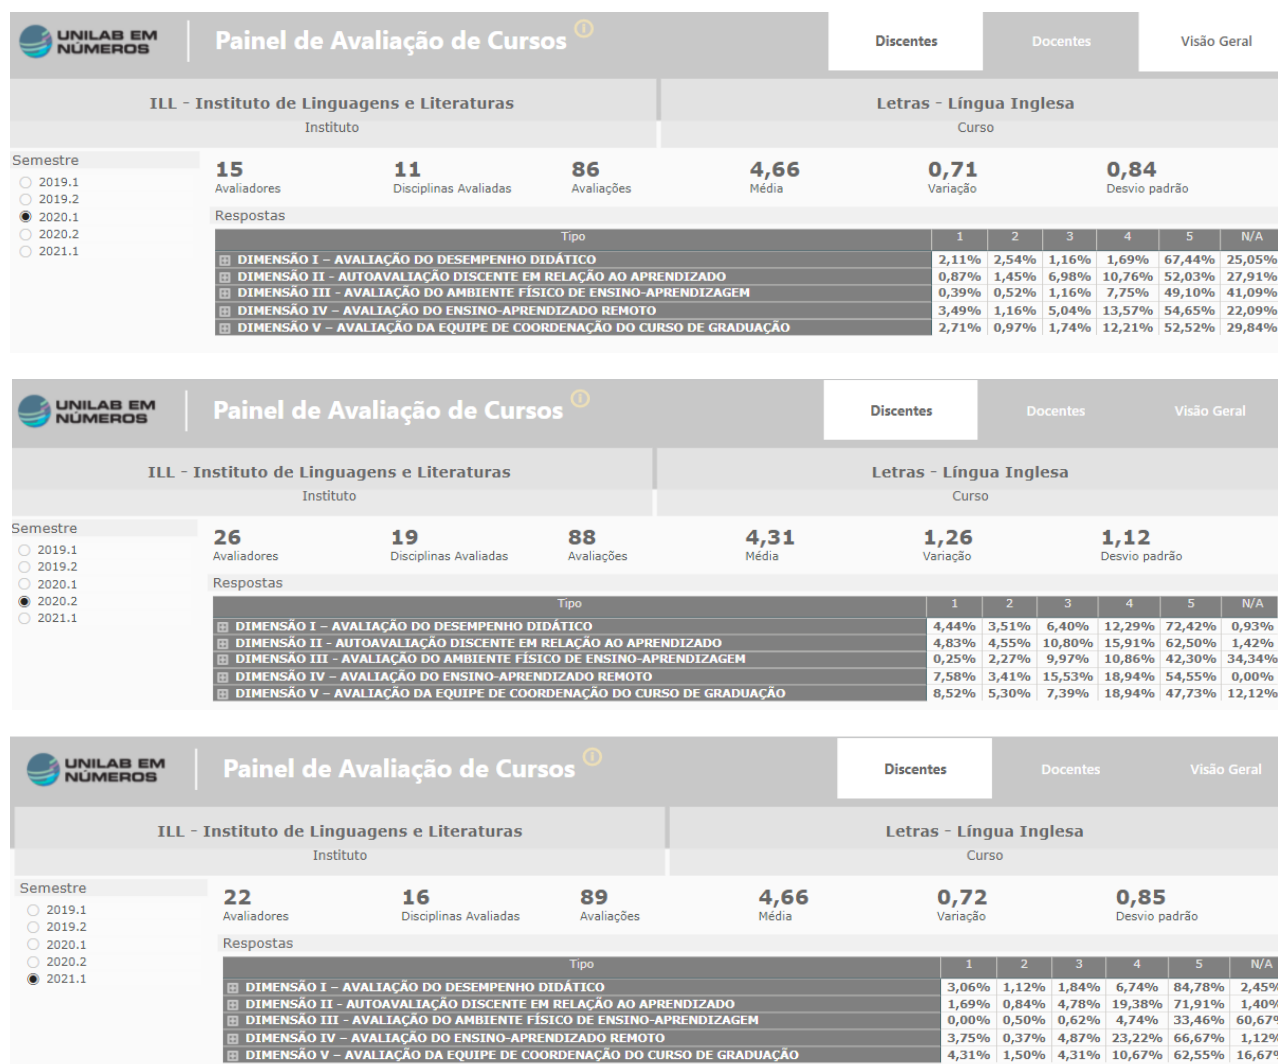 UNILAB EM NÚMEROS Painel de Avaliação de Cursos Discentes Docentes Visão Geral
ILL - Instituto de Linguagens e Literaturas Letras - Língua Inglesa
Instituto Curso
Semestre
2019.1
2019.2
2020.1
2020.2
2021.1
15 11 86 4,66 0,71 0,84
Avaliadores Disciplinas Avaliadas Avaliações Média Variação Desvio padrão
Respostas
Tipo 1 2 3 4 5 N/A
DIMENSÃO I – AVALIAÇÃO DO DESEMPENHO DIDÁTICO 2,11% 2,54% 1,16% 1,69% 67,44% 25,05%
DIMENSÃO II - AUTOAVALIAÇÃO DISCENTE EM RELAÇÃO AO APRENDIZADO 0,87% 1,45% 6,98% 10,76% 52,03% 27,91%
DIMENSÃO III - AVALIAÇÃO DO AMBIENTE FÍSICO DE ENSINO-APRENDIZAGEM 0,39% 0,52% 1,16% 7,75% 49,10% 41,09%
DIMENSÃO IV – AVALIAÇÃO DO ENSINO-APRENDIZADO REMOTO 3,49% 1,16% 5,04% 13,57% 54,65% 22,09%
DIMENSÃO V – AVALIAÇÃO DA EQUIPE DE COORDENAÇÃO DO CURSO DE GRADUAÇÃO 2,71% 0,97% 1,74% 12,21% 52,52% 29,84%
UNILAB EM NÚMEROS Painel de Avaliação de Cursos Discentes Docentes Visão Geral
ILL - Instituto de Linguagens e Literaturas Letras - Língua Inglesa
Instituto Curso
Semestre
2019.1
2019.2
2020.1
2020.2
2021.1
26 19 88 4,31 1,26 1,12
Avaliadores Disciplinas Avaliadas Avaliações Média Variação Desvio padrão
Respostas
Tipo 1 2 3 4 5 N/A
DIMENSÃO I – AVALIAÇÃO DO DESEMPENHO DIDÁTICO 4,44% 3,51% 6,40% 12,29% 72,42% 0,93%
DIMENSÃO II - AUTOAVALIAÇÃO DISCENTE EM RELAÇÃO AO APRENDIZADO 4,83% 4,55% 10,80% 15,91% 62,50% 1,42%
DIMENSÃO III - AVALIAÇÃO DO AMBIENTE FÍSICO DE ENSINO-APRENDIZAGEM 0,25% 2,27% 9,97% 10,86% 42,30% 34,34%
DIMENSÃO IV – AVALIAÇÃO DO ENSINO-APRENDIZADO REMOTO 7,58% 3,41% 15,53% 18,94% 54,55% 0,00%
DIMENSÃO V – AVALIAÇÃO DA EQUIPE DE COORDENAÇÃO DO CURSO DE GRADUAÇÃO 8,52% 5,30% 7,39% 18,94% 47,73% 12,12%
UNILAB EM NÚMEROS Painel de Avaliação de Cursos Discentes Docentes Visão Geral
ILL - Instituto de Linguagens e Literaturas Letras - Língua Inglesa
Instituto Curso
Semestre
2019.1
2019.2
2020.1
2020.2
2021.1
22 16 89 4,66 0,72 0,85
Avaliadores Disciplinas Avaliadas Avaliações Média Variação Desvio padrão
Respostas
Tipo 1 2 3 4 5 N/A
DIMENSÃO I – AVALIAÇÃO DO DESEMPENHO DIDÁTICO 3,06% 1,12% 1,84% 6,74% 84,78% 2,45%
DIMENSÃO II - AUTOAVALIAÇÃO DISCENTE EM RELAÇÃO AO APRENDIZADO 1,69% 0,84% 4,78% 19,38% 71,91% 1,40%
DIMENSÃO III - AVALIAÇÃO DO AMBIENTE FÍSICO DE ENSINO-APRENDIZAGEM 0,00% 0,50% 0,62% 4,74% 33,46% 60,67%
DIMENSÃO IV – AVALIAÇÃO DO ENSINO-APRENDIZADO REMOTO 3,75% 0,37% 4,87% 23,22% 66,67% 1,12%
DIMENSÃO V – AVALIAÇÃO DA EQUIPE DE COORDENAÇÃO DO CURSO DE GRADUAÇÃO 4,31% 1,50% 4,31% 10,67% 62,55% 16,67%